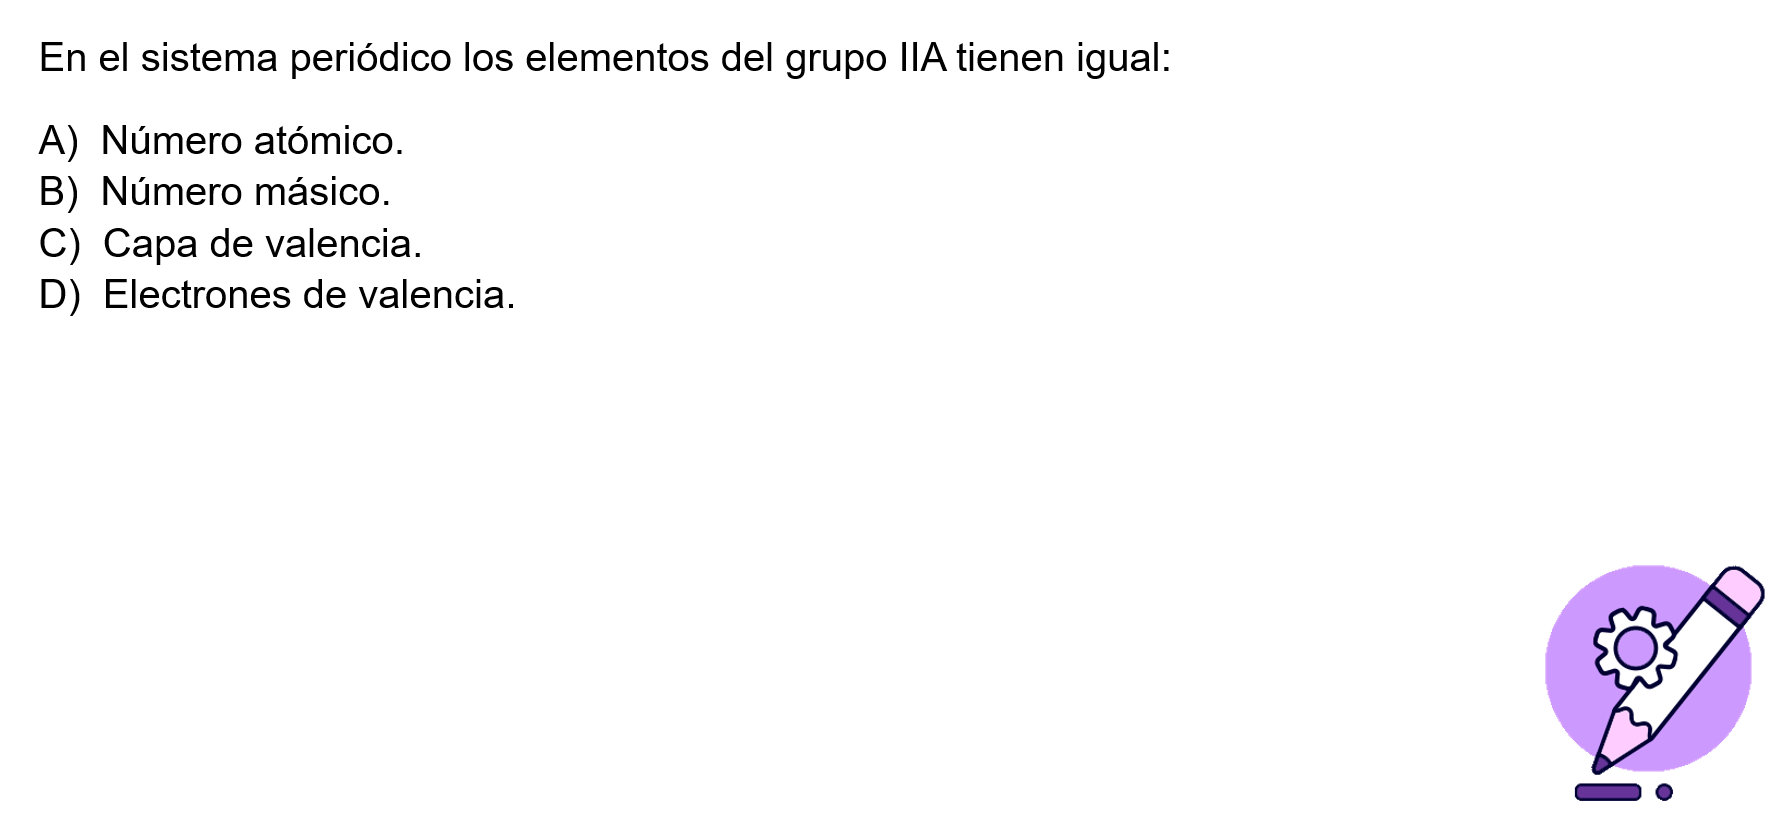 En el sistema periódico los elementos del grupo IIA tienen igual:
A) Número atómico.
B) Número másico.
C) Capa de valencia.
D) Electrones de valencia.